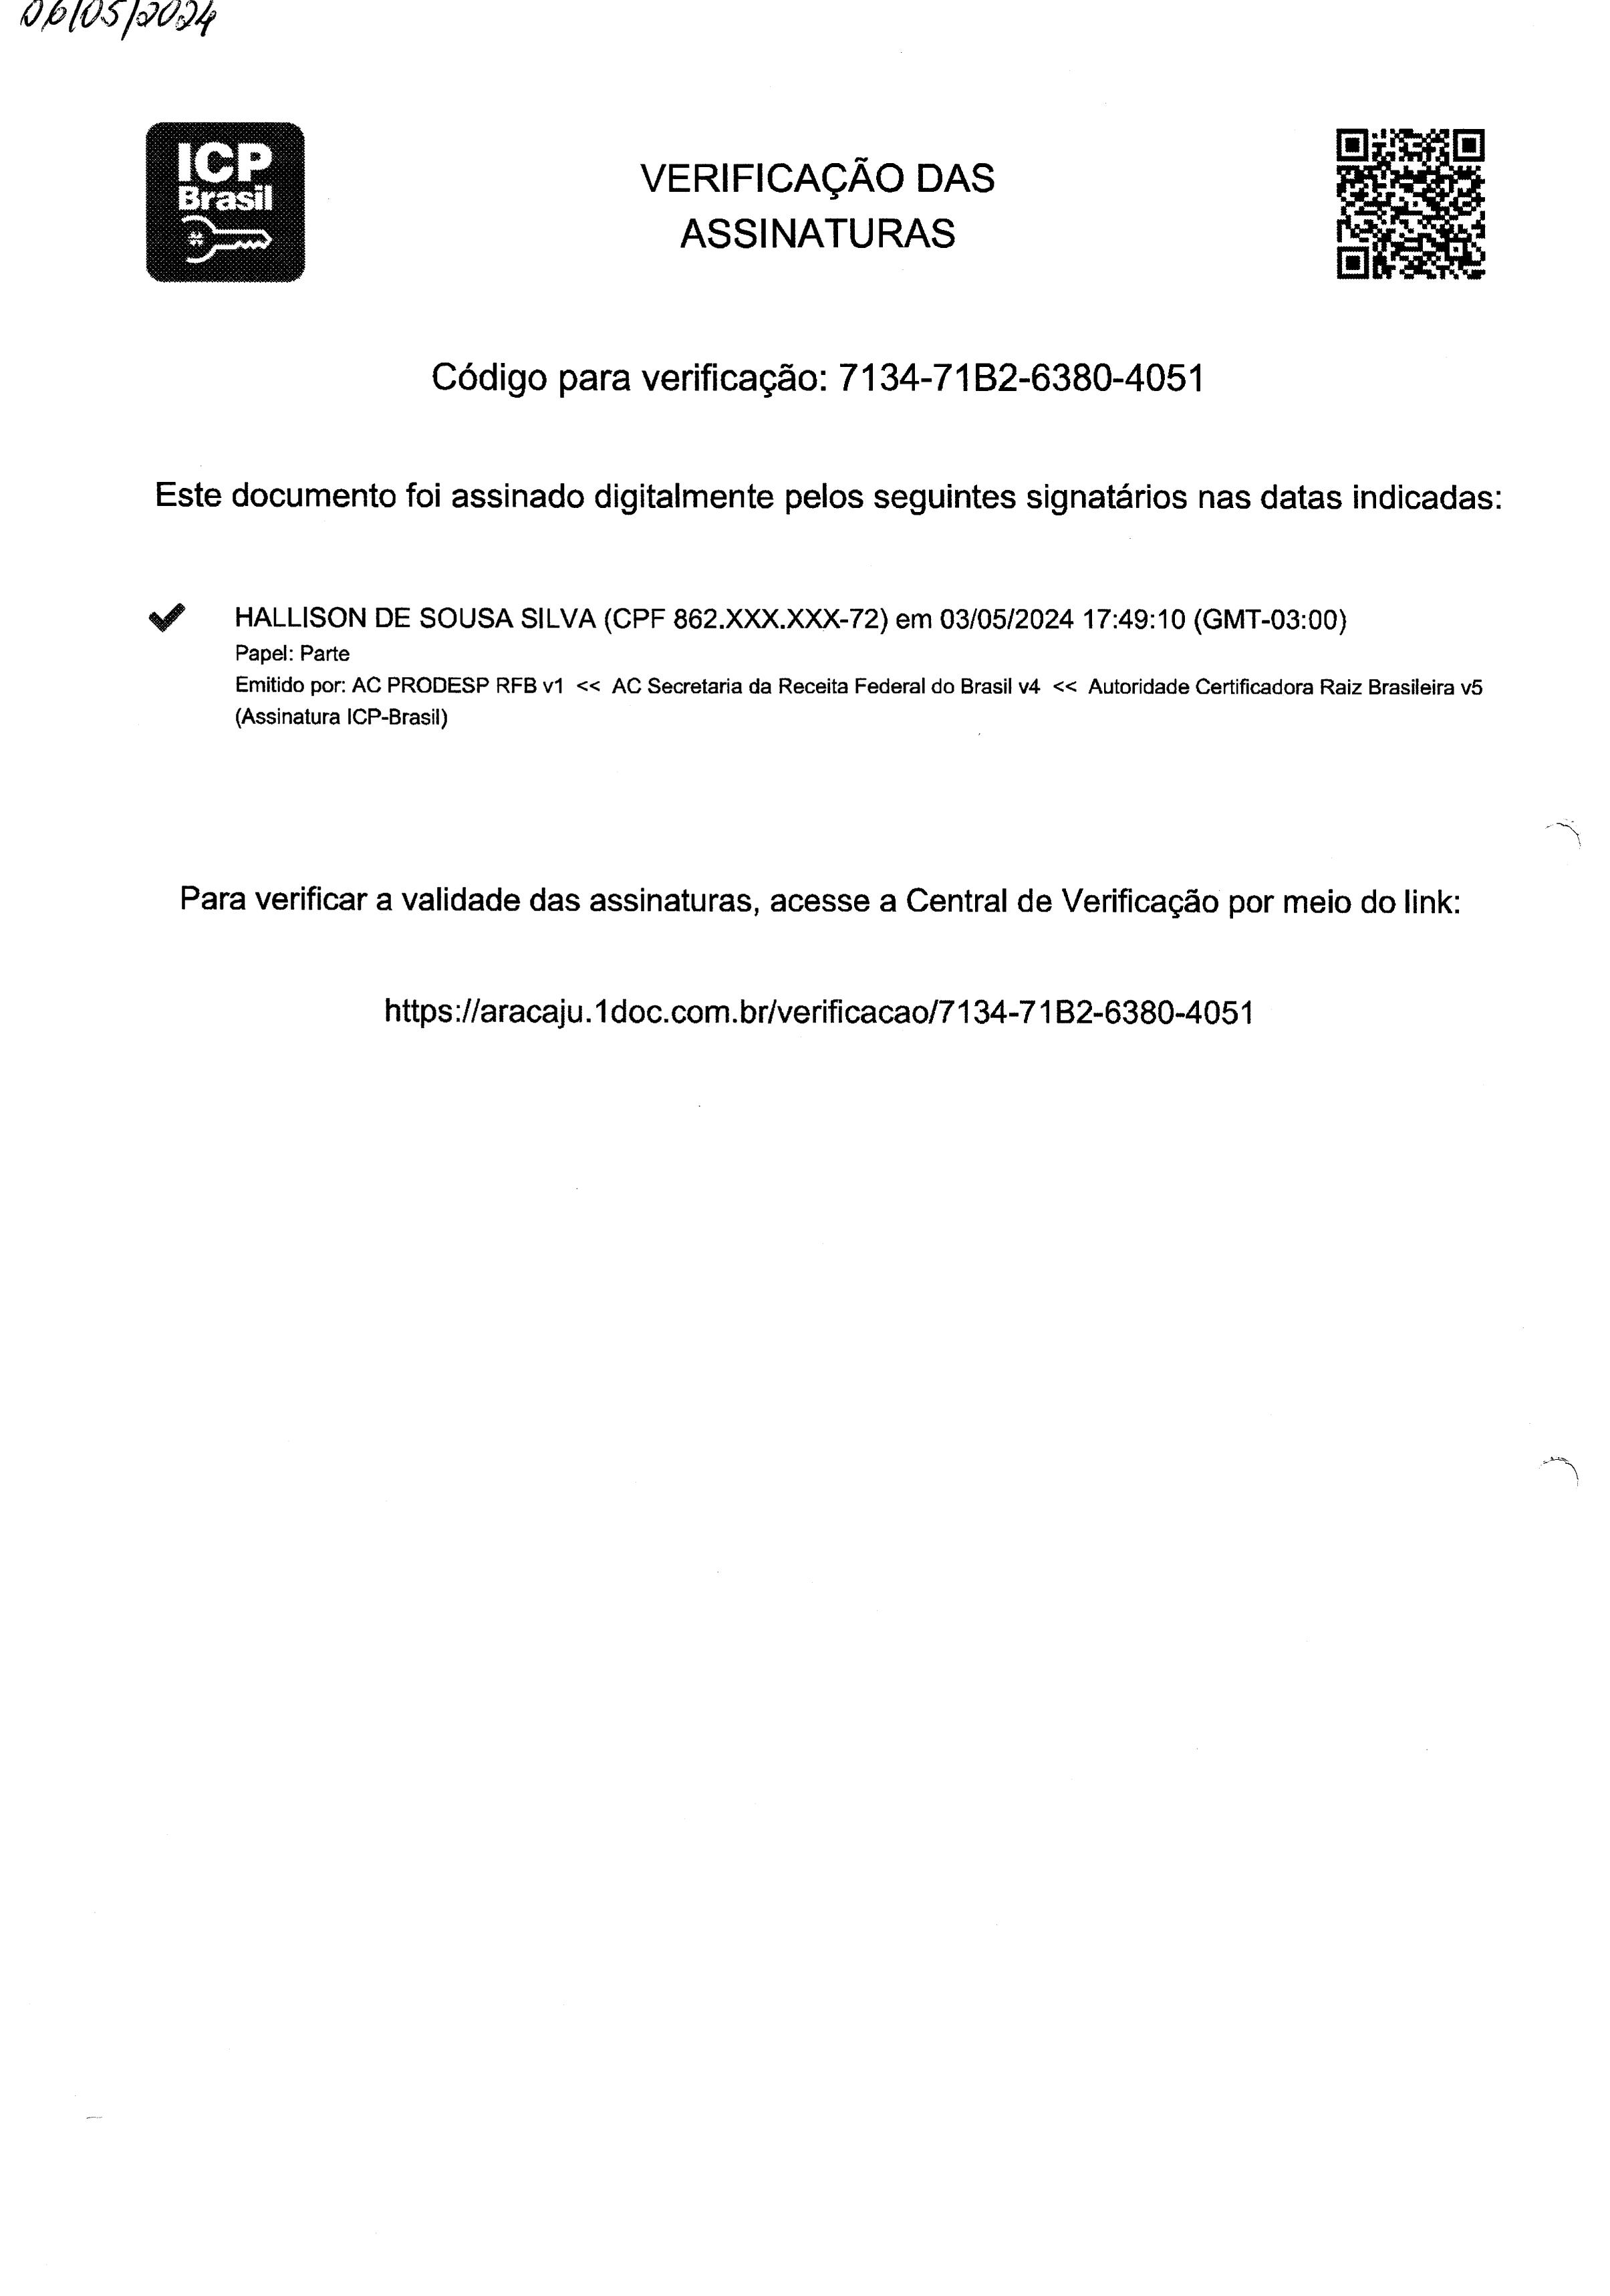 06/05/2024
ICP
Brasil
VERIFICAÇÃO DAS
ASSINATURAS
Código para verificação: 7134-71B2-6380-4051
Este documento foi assinado digitalmente pelos seguintes signatários nas datas indicadas:
HALLISON DE SOUSA SILVA (CPF 862.XXX.XXX-72) em 03/05/2024 17:49:10 (GMT-03:00)
Papel: Parte
Emitido por: AC PRODESP RFB v1 << AC Secretaria da Receita Federal do Brasil v4 << Autoridade Certificadora Raiz Brasileira v5
(Assinatura ICP-Brasil)
Para verificar a validade das assinaturas, acesse a Central de Verificação por meio do link:
https://aracaju.1doc.com.br/verificacao/7134-71B2-6380-4051